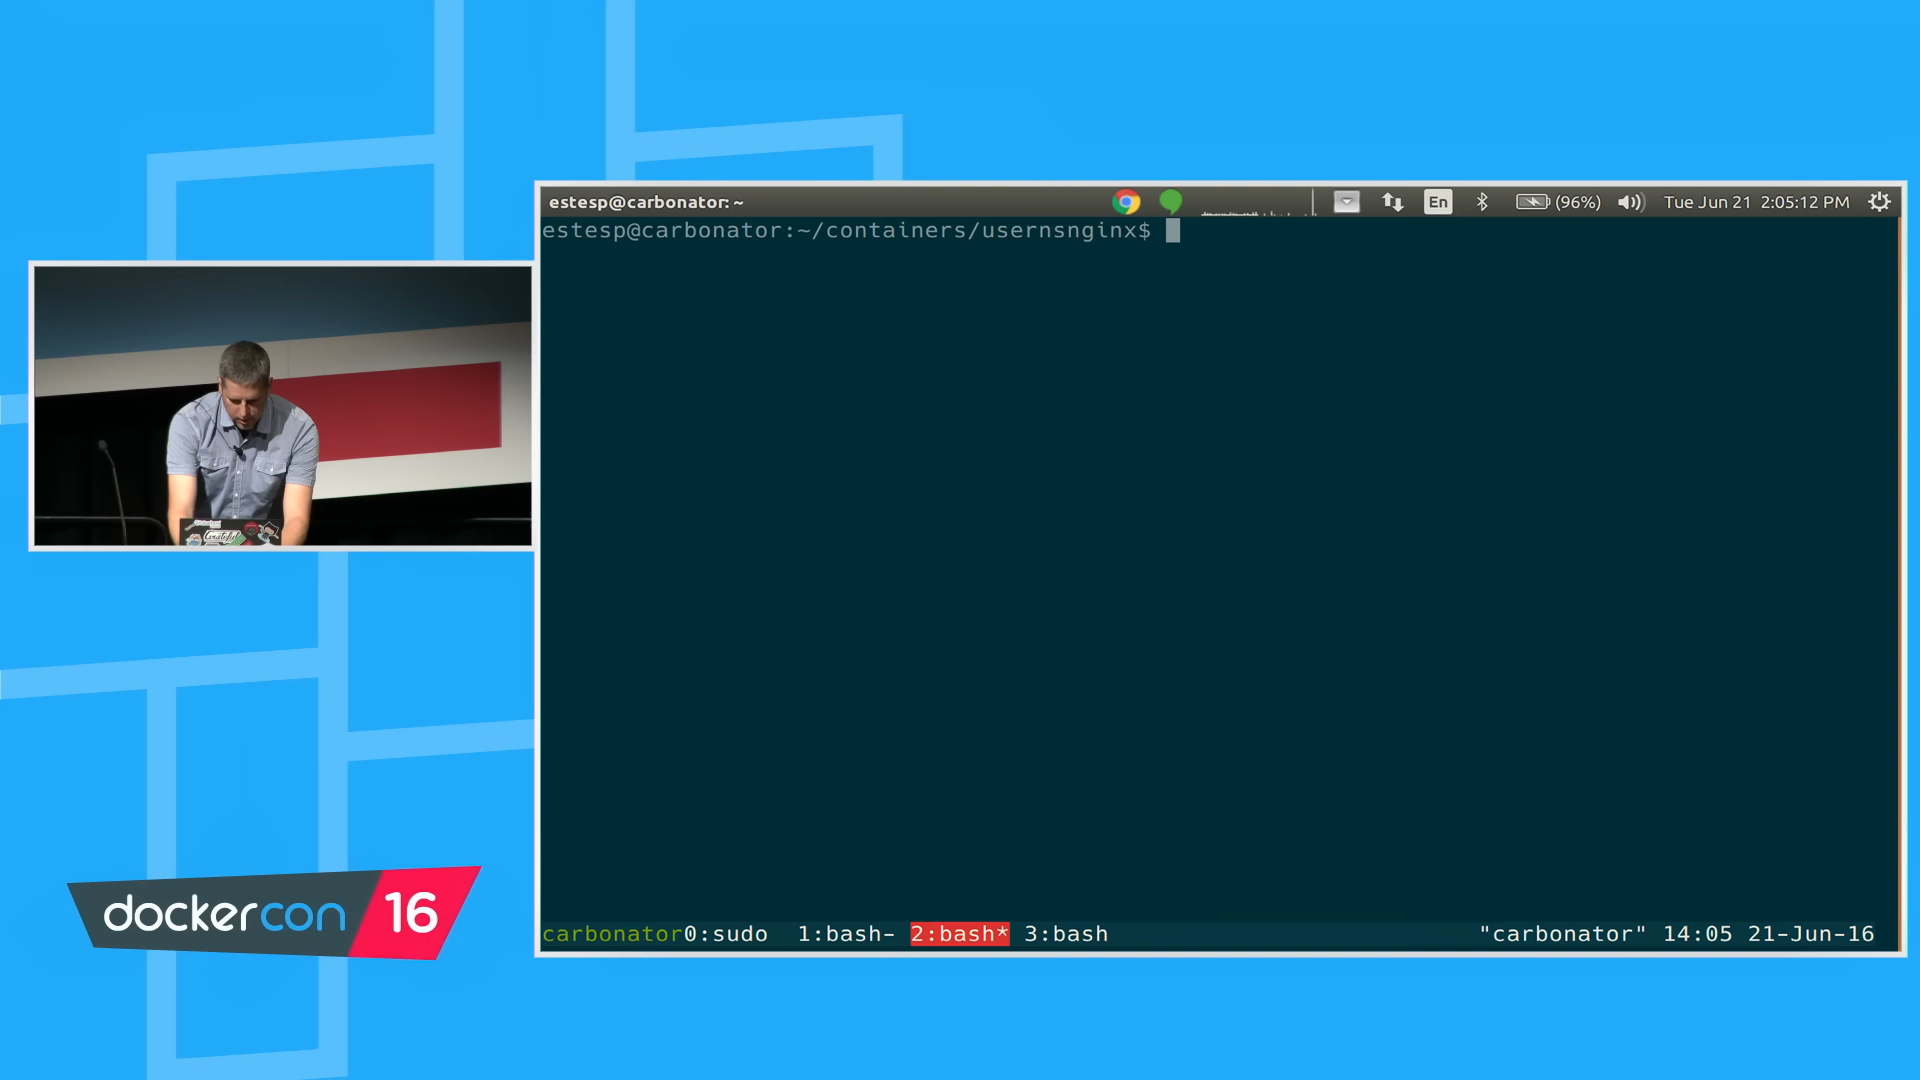 estesp@carbonator: ~
En
(96%)
Tue Jun 21 2:05:12 PM
estesp@carbonator:~/containers/usernsnginx$
Grateful
dockercon 16
carbonator0:sudo 1:bash- 2:bash* 3:bash
"carbonator" 14:05 21-Jun-16